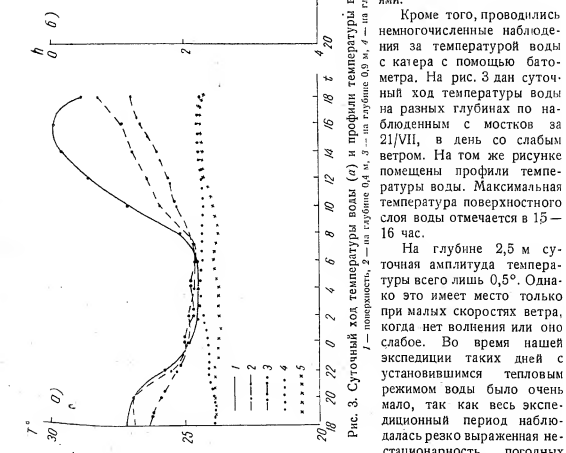 Рис. 3. Суточный ход температуры воды (а) и профили температуры в
1 — поверхность, 2 — на глубине 0,4 м, 3 — на глубине 0,9 м, 4 — на гл
T°
а)
30
25
20
18 20 22 0 2 4 6 8 10 12 14 16 18 t
1
2
3
4
5
h
б)
0
2
4
20
Кроме того, проводились
немногочисленные наблюде-
ния за температурой воды
с катера с помощью бато-
метра. На рис. 3 дан суточ-
ный ход температуры воды
на разных глубинах по на-
блюденным с мостков за
21/VII, в день со слабым
ветром. На том же рисунке
помещены профили темпе-
ратуры воды. Максимальная
температура поверхностного
слоя воды отмечается в 15—
16 час.
На глубине 2,5 м су-
точная амплитуда темпера-
туры всего лишь 0,5°. Одна-
ко это имеет место только
при малых скоростях ветра,
когда нет волнения или оно
слабое. Во время нашей
экспедиции таких дней с
установившимся тепловым
режимом воды было очень
мало, так как весь экспе-
диционный период наблю-
далась резко выраженная не-
стационарность погодных